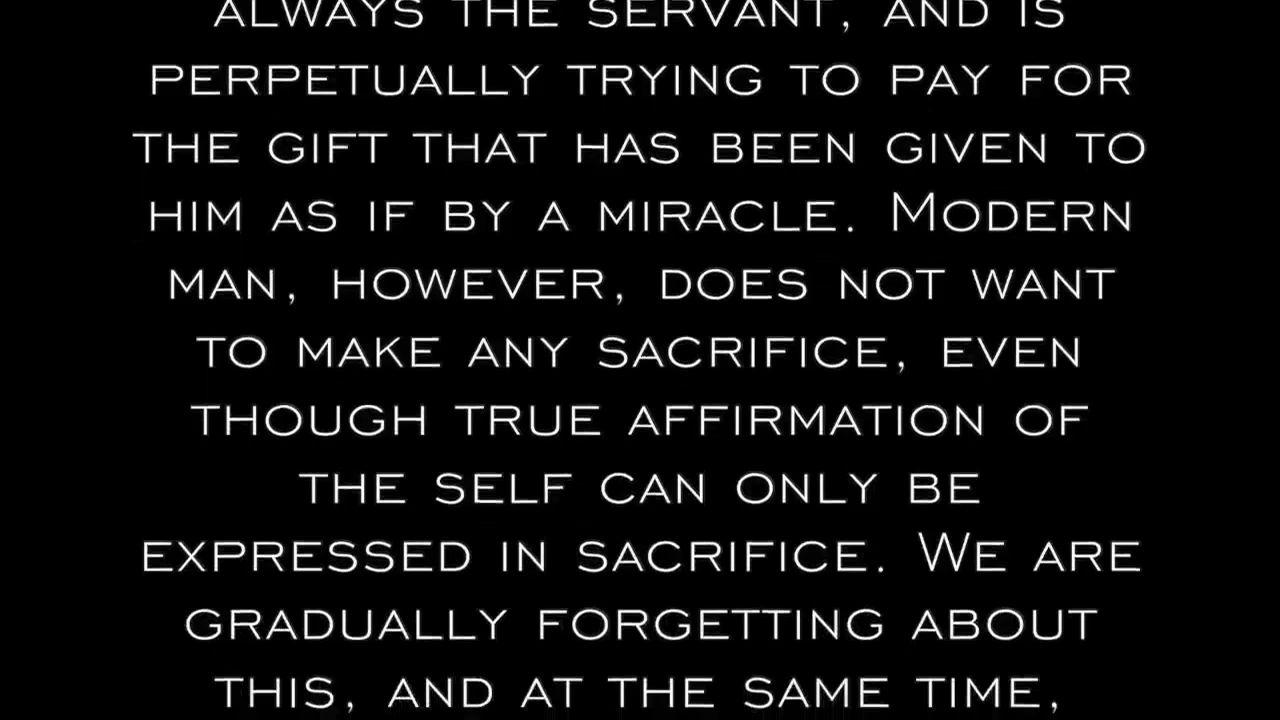 ALWAYS THE SERVANT, AND IS
PERPETUALLY TRYING TO PAY FOR
THE GIFT THAT HAS BEEN GIVEN TO
HIM AS IF BY A MIRACLE. MODERN
MAN, HOWEVER, DOES NOT WANT
TO MAKE ANY SACRIFICE, EVEN
THOUGH TRUE AFFIRMATION OF
THE SELF CAN ONLY BE
EXPRESSED IN SACRIFICE. WE ARE
GRADUALLY FORGETTING ABOUT
THIS, AND AT THE SAME TIME,